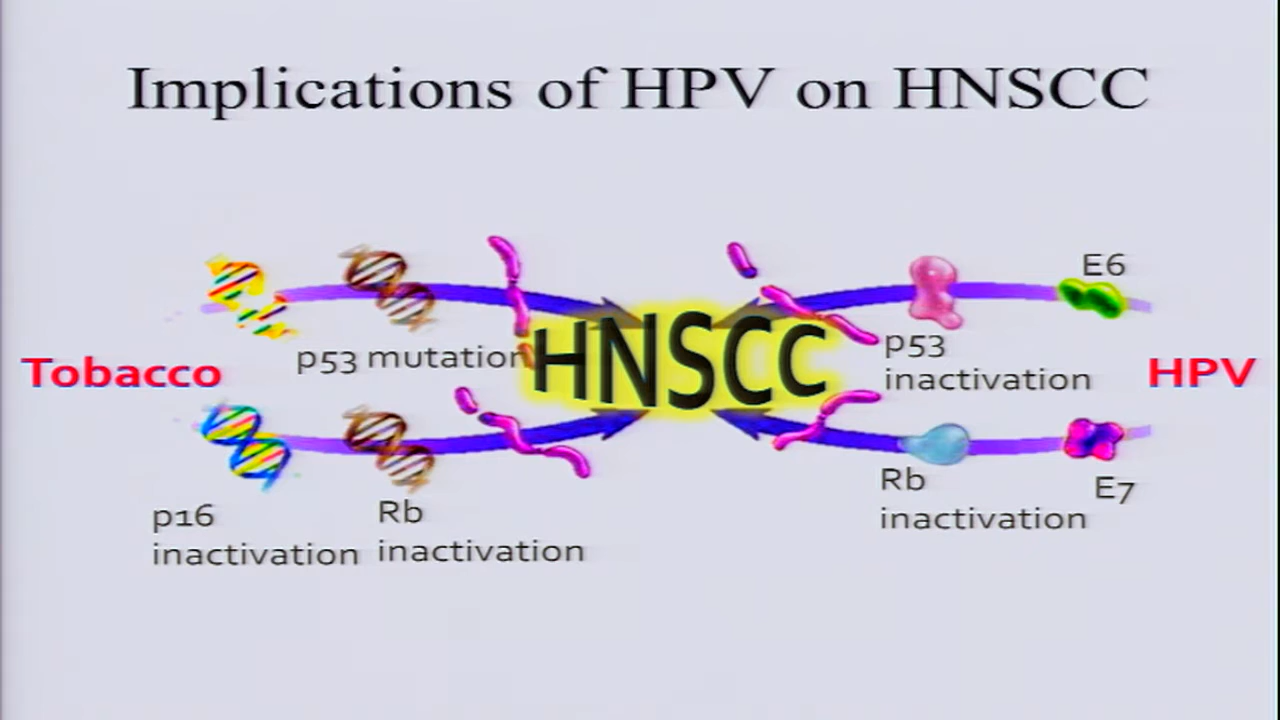 Implications of HPV on HNSCC
Tobacco
p53 mutation
p16
inactivation
Rb
inactivation
HNSCC
p53
inactivation
E6
HPV
Rb
inactivation
E7